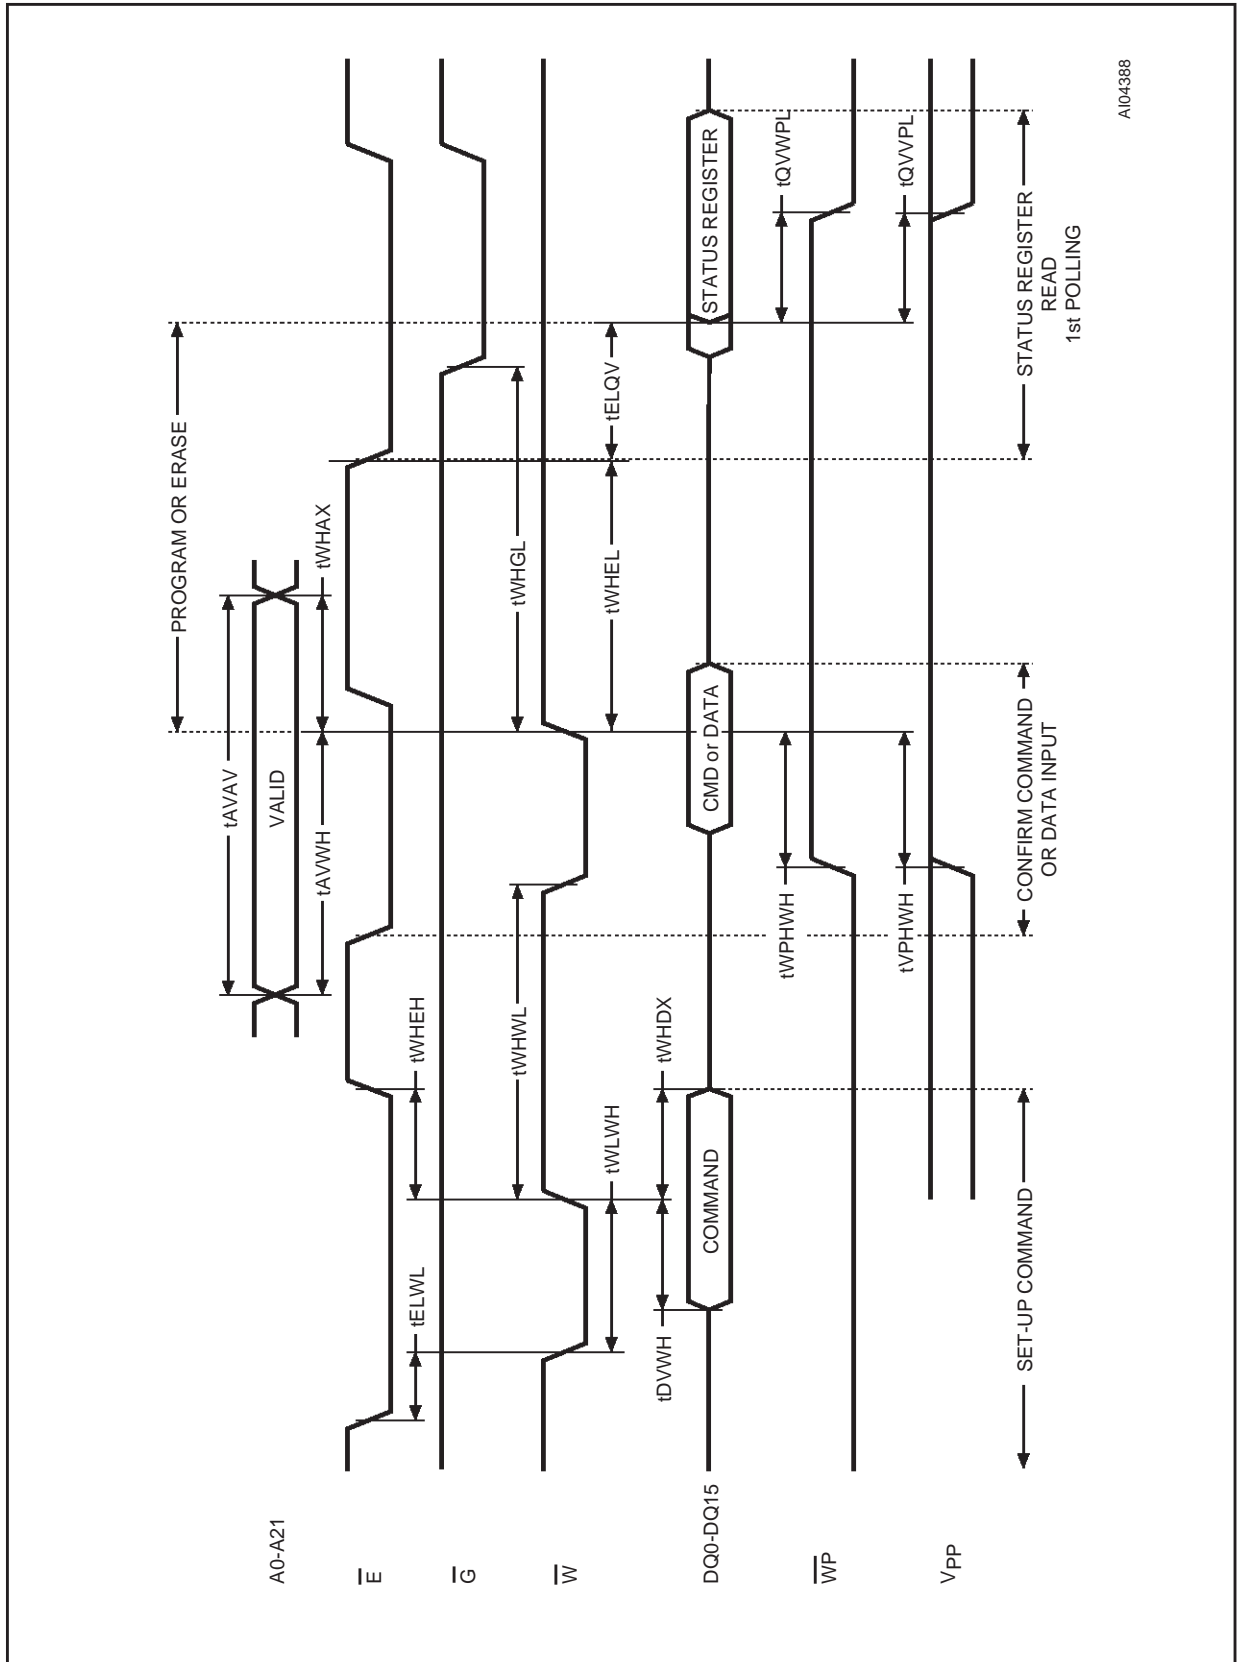 A0-A21
VALID
tAVAV
tAVWH
tWHAX
PROGRAM OR ERASE
E
tELWL
tWHEH
G
tWHGL
W
tWHWL
tWLWH
tWHEL
tELQV
tDVWH
tWHDX
DQ0-DQ15
COMMAND
CMD or DATA
STATUS REGISTER
WP
tWPHWH
tQVWPL
VPP
tVPHWH
tQVVPL
SET-UP COMMAND
CONFIRM COMMAND
OR DATA INPUT
STATUS REGISTER
READ
1st POLLING
AI04388